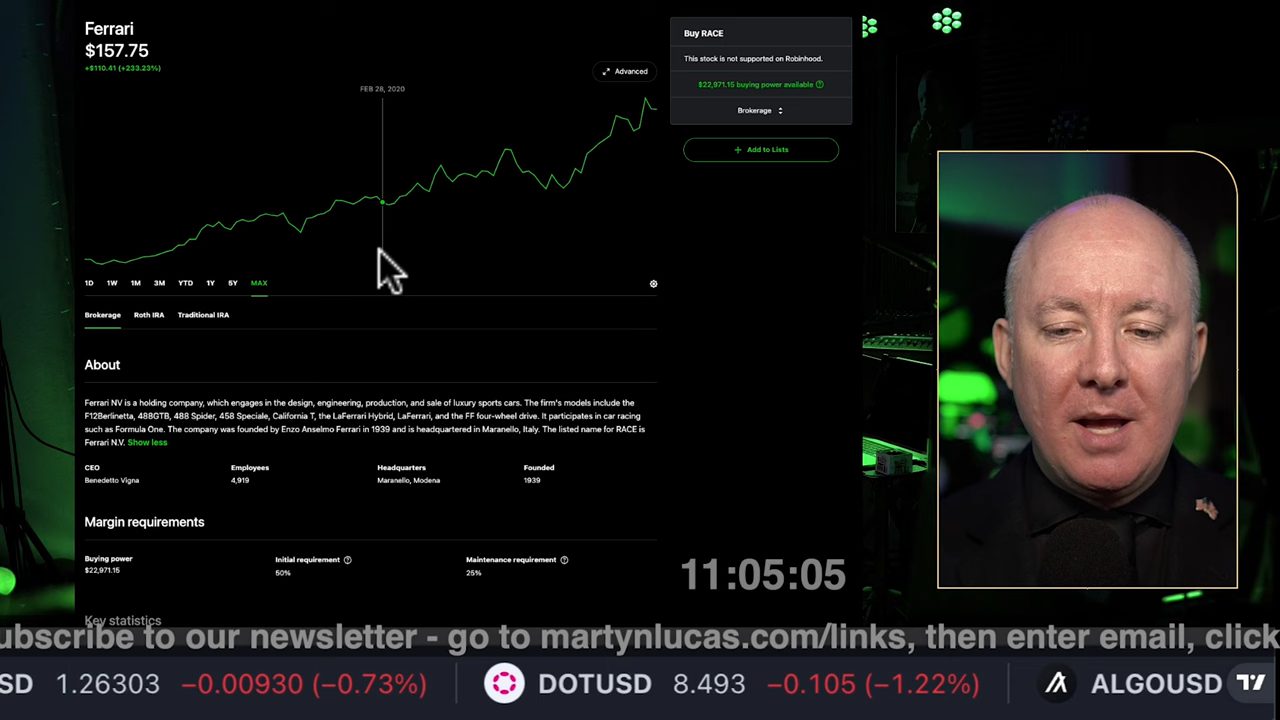 Ferrari
$157.75
+$110.41 (+233.23%)
Advanced
FEB 28, 2020
1D 1W 1M 3M YTD 1Y 5Y MAX
Brokerage Roth IRA Traditional IRA
About
Ferrari NV is a holding company, which engages in the design, engineering, production, and sale of luxury sports cars. The firm's models include the
F12Berlinetta, 488GTB, 488 Spider, 458 Speciale, California T, the LaFerrari Hybrid, LaFerrari, and the FF four-wheel drive. It participates in car racing
such as Formula One. The company was founded by Enzo Anselmo Ferrari in 1939 and is headquartered in Maranello, Italy. The listed name for RACE is
Ferrari N.V. Show less
CEO Employees Headquarters Founded
Benedetto Vigna 4,919 Maranello, Modena 1939
Margin requirements
Buying power Initial requirement Maintenance requirement
$22,971.15 50% 25%
Key statistics
Buy RACE
This stock is not supported on Robinhood.
$22,971.15 buying power available
Brokerage
+ Add to Lists
11:05:05
ubscribe to our newsletter - go to martynlucas.com/links, then enter email, click
SD 1.26303 −0.00930 (−0.73%) DOTUSD 8.493 −0.105 (−1.22%) ALGOUSD